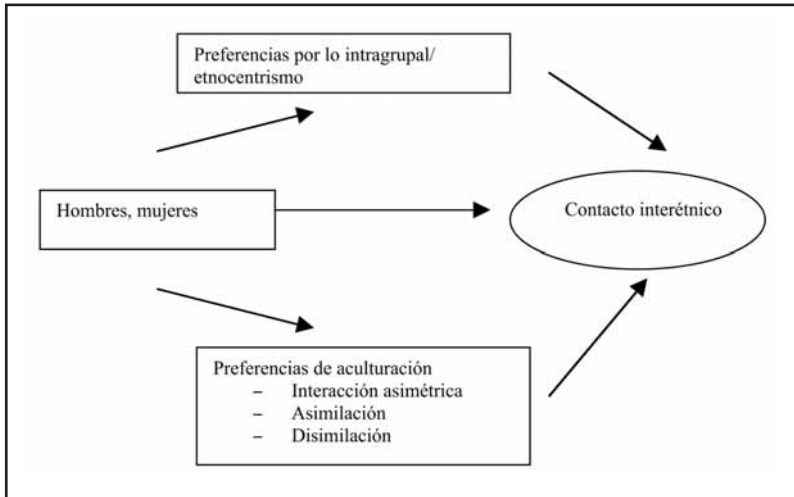 Preferencias por lo intragrupal/
etnocentrismo
Hombres, mujeres
Contacto interétnico
Preferencias de aculturación
– Interacción asimétrica
– Asimilación
– Disimilación